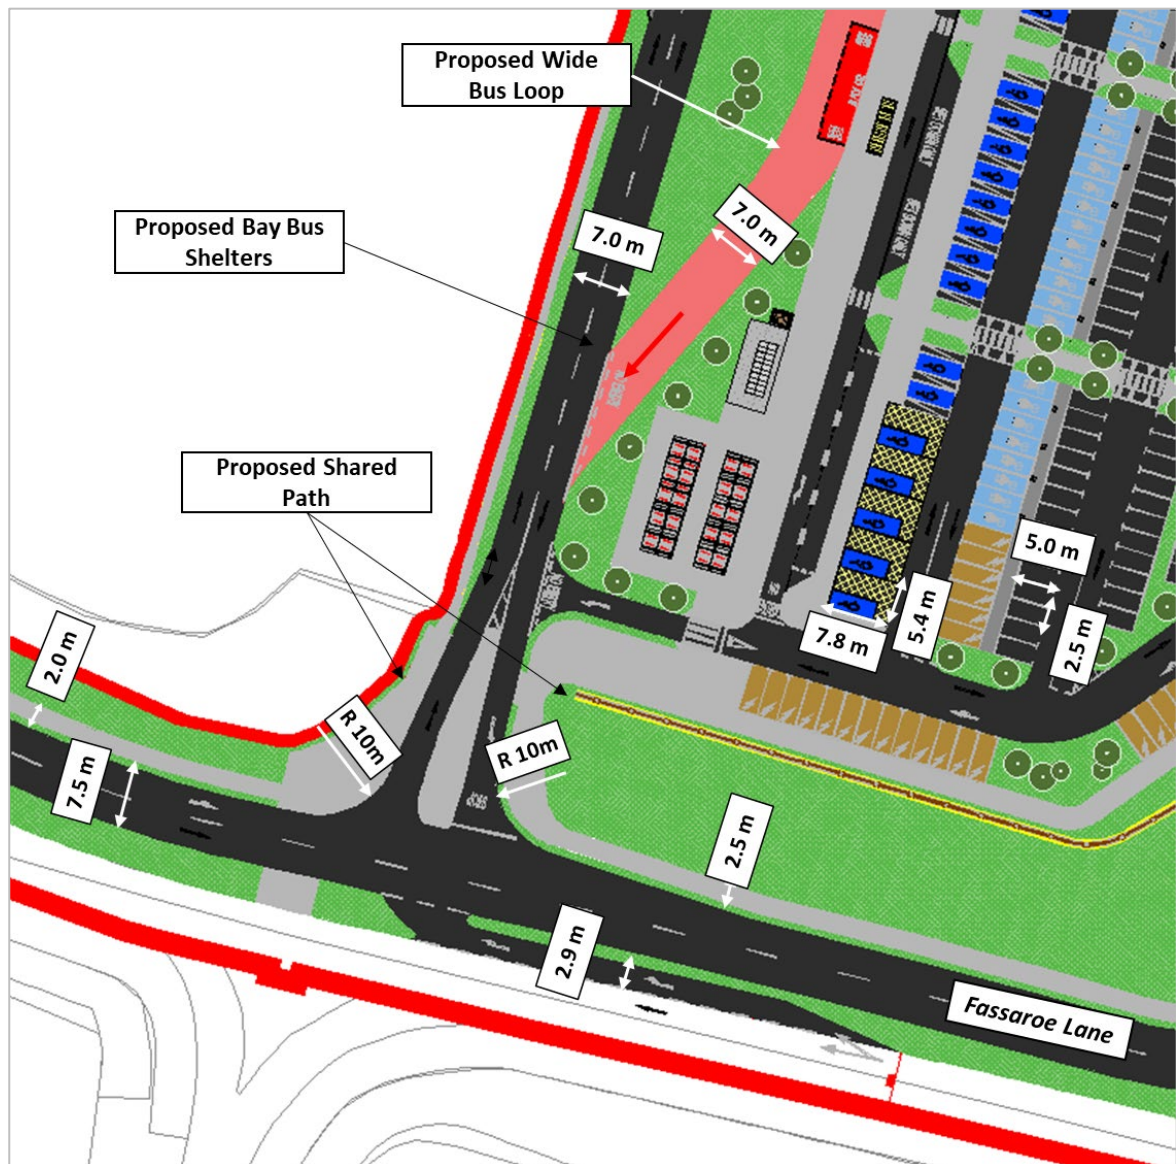 Proposed Wide
Bus Loop
Proposed Bay Bus
Shelters
7.0 m
7.0 m
Proposed Shared
Path
5.0 m
2.5 m
5.4 m
7.8 m
2.0 m
7.5 m
R 10m
R 10m
2.5 m
2.9 m
Fassaroe Lane